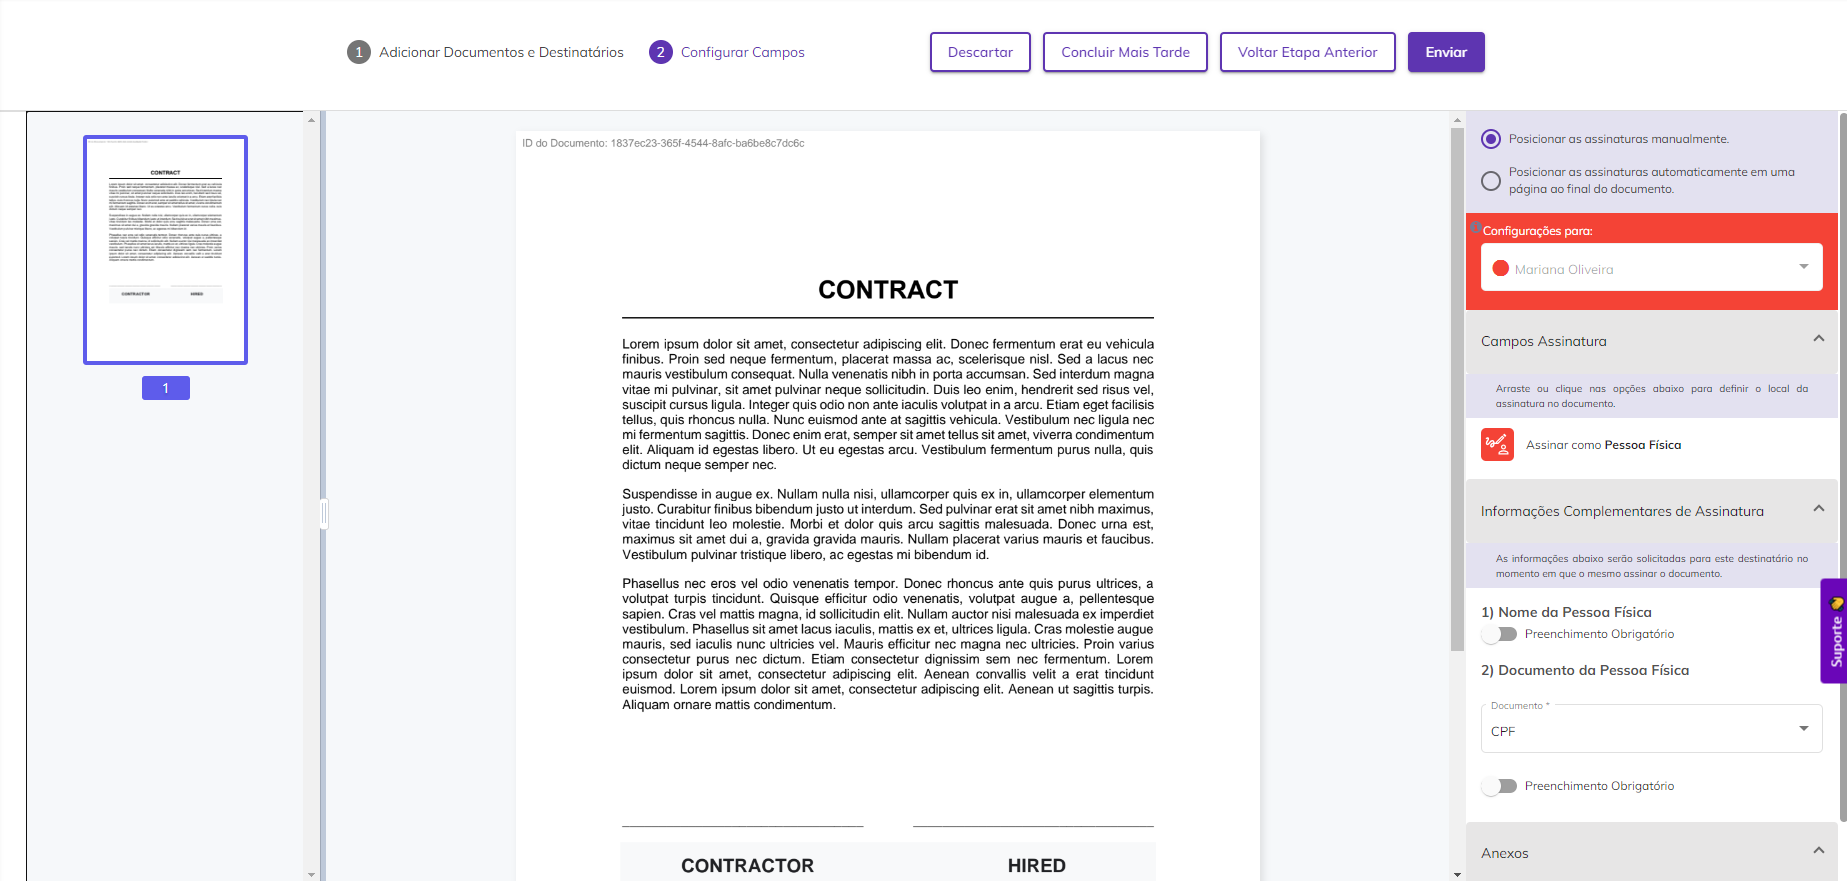 1 Adicionar Documentos e Destinatários
2 Configurar Campos
Descartar
Concluir Mais Tarde
Voltar Etapa Anterior
Enviar
CONTRACT
CONTRACTOR HIRED
1
ID do Documento: 1837ec23-365f-4544-8afc-ba6be8c7dc6c
CONTRACT
Lorem ipsum dolor sit amet, consectetur adipiscing elit. Donec fermentum erat eu vehicula
finibus. Proin sed neque fermentum, placerat massa ac, scelerisque nisl. Sed a lacus nec
mauris vestibulum consequat. Nulla venenatis nibh in porta accumsan. Sed interdum magna
vitae mi pulvinar, sit amet pulvinar neque sollicitudin. Duis leo enim, hendrerit sed risus vel,
suscipit cursus ligula. Integer quis odio non ante iaculis volutpat in a arcu. Etiam eget facilisis
tellus, quis rhoncus nulla. Nunc euismod ante at sagittis vehicula. Vestibulum nec ligula nec
mi fermentum sagittis. Donec enim erat, semper sit amet tellus sit amet, viverra condimentum
elit. Aliquam id egestas libero. Ut eu egestas arcu. Vestibulum fermentum purus nulla, quis
dictum neque semper nec.
Suspendisse in augue ex. Nullam nulla nisi, ullamcorper quis ex in, ullamcorper elementum
justo. Curabitur finibus bibendum justo ut interdum. Sed pulvinar erat sit amet nibh maximus,
vitae tincidunt leo molestie. Morbi et dolor quis arcu sagittis malesuada. Donec urna est,
maximus sit amet dui a, gravida gravida mauris. Nullam placerat varius mauris et faucibus.
Vestibulum pulvinar tristique libero, ac egestas mi bibendum id.
Phasellus nec eros vel odio venenatis tempor. Donec rhoncus ante quis purus ultrices, a
volutpat turpis tincidunt. Quisque efficitur odio venenatis, volutpat augue a, pellentesque
sapien. Cras vel mattis magna, id sollicitudin elit. Nullam auctor nisi malesuada ex imperdiet
vestibulum. Phasellus sit amet lacus iaculis, mattis ex et, ultrices ligula. Cras molestie augue
mauris, sed iaculis nunc ultricies vel. Mauris efficitur nec magna nec ultricies. Proin varius
consectetur purus nec dictum. Etiam consectetur dignissim sem nec fermentum. Lorem
ipsum dolor sit amet, consectetur adipiscing elit. Aenean convallis velit a erat tincidunt
euismod. Lorem ipsum dolor sit amet, consectetur adipiscing elit. Aenean ut sagittis turpis.
Aliquam ornare mattis condimentum.
CONTRACTOR HIRED
Posicionar as assinaturas manualmente.
Posicionar as assinaturas automaticamente em uma
página ao final do documento.
Configurações para:
Mariana Oliveira
Campos Assinatura
Arraste ou clique nas opções abaixo para definir o local da
assinatura no documento.
Assinar como Pessoa Física
Informações Complementares de Assinatura
As informações abaixo serão solicitadas para este destinatário no
momento em que o mesmo assinar o documento.
1) Nome da Pessoa Física
Preenchimento Obrigatório
2) Documento da Pessoa Física
Documento *
CPF
Preenchimento Obrigatório
Anexos
Suporte